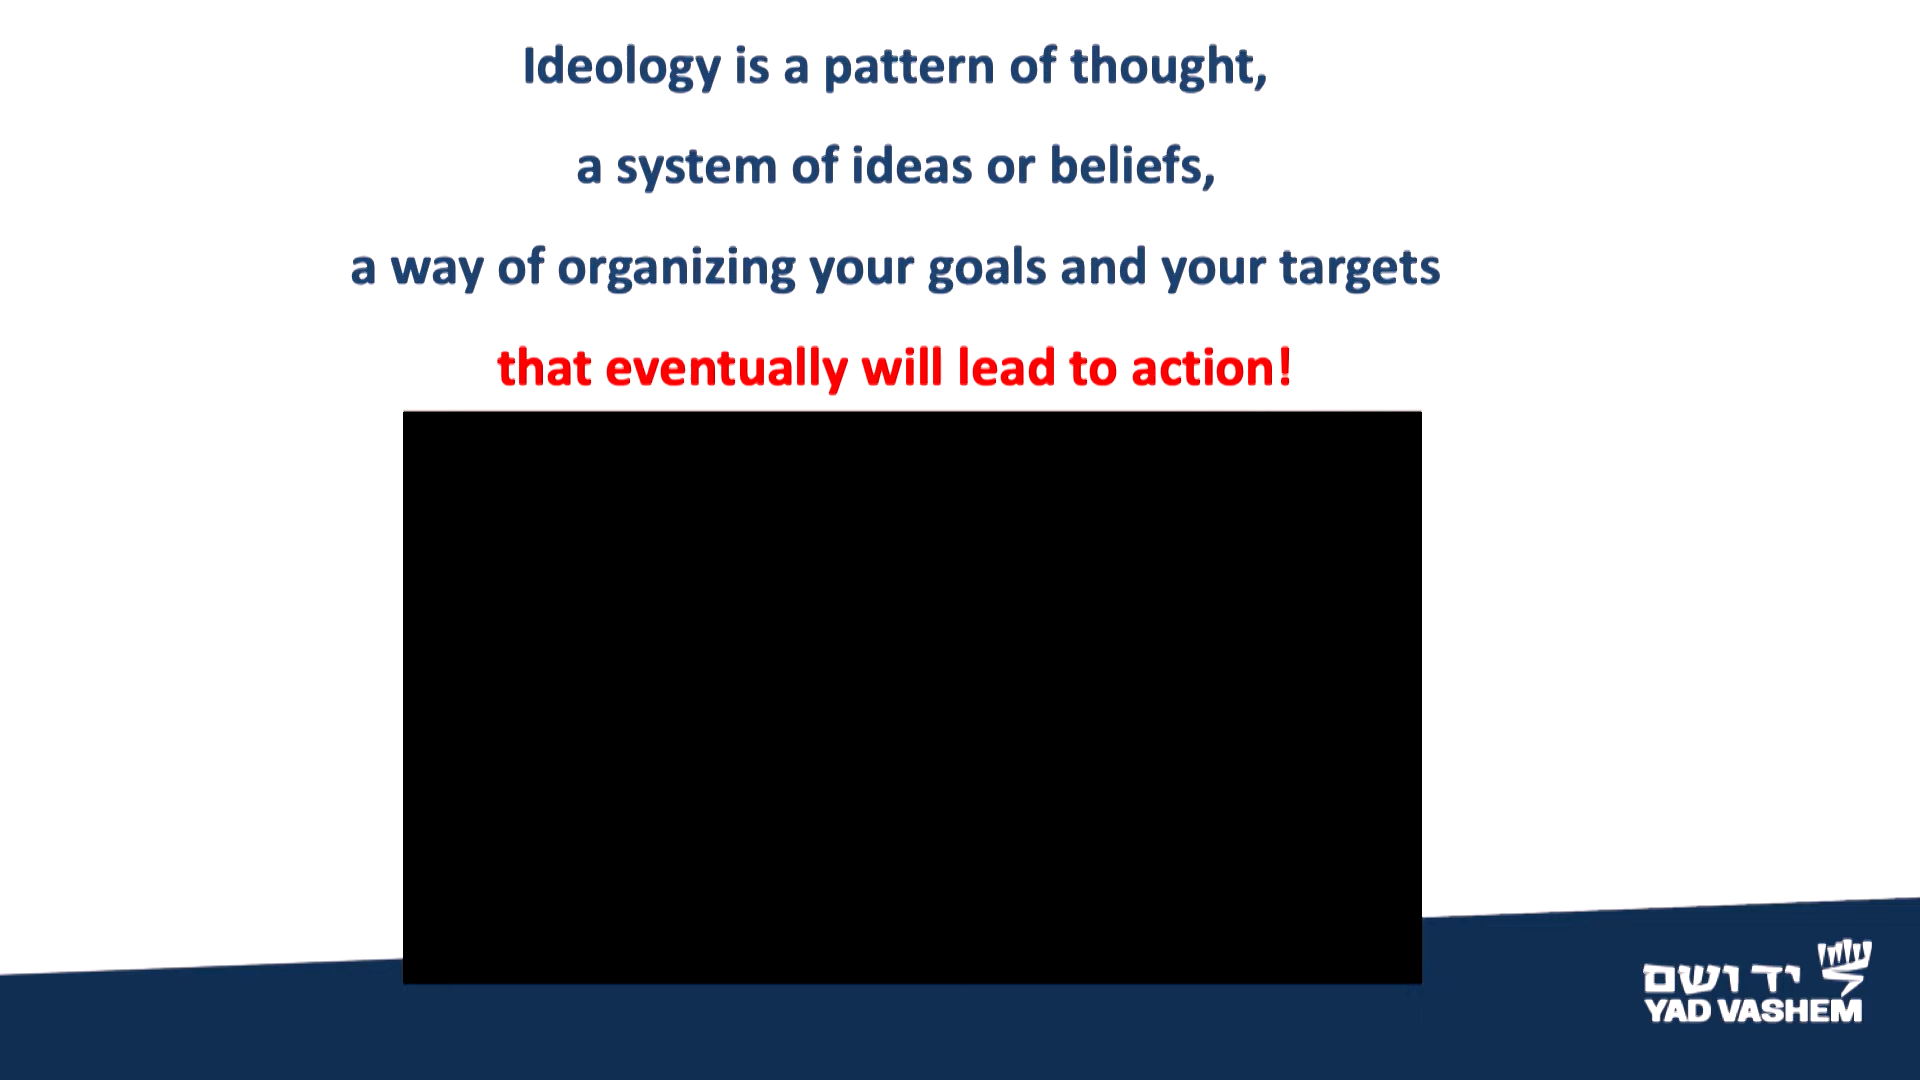 Ideology is a pattern of thought,
a system of ideas or beliefs,
a way of organizing your goals and your targets
that eventually will lead to action!
יד ושם
YAD VASHEM